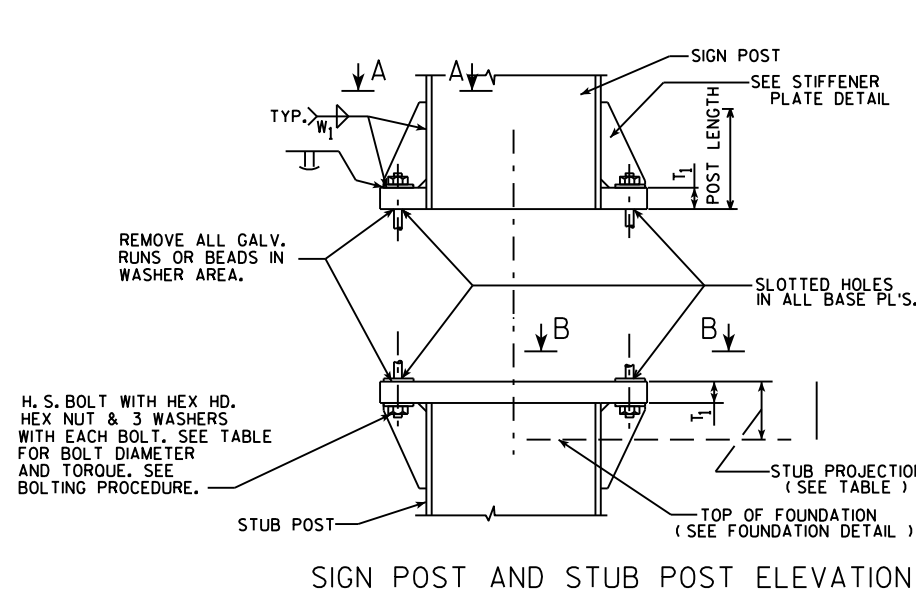 SIGN POST
A
A
SEE STIFFENER
PLATE DETAIL
TYP.
W1
T1
POST LENGTH
REMOVE ALL GALV.
RUNS OR BEADS IN
WASHER AREA.
SLOTTED HOLES
IN ALL BASE PL'S.
B
B
H.S. BOLT WITH HEX HD.
HEX NUT & 3 WASHERS
WITH EACH BOLT. SEE TABLE
FOR BOLT DIAMETER
AND TORQUE. SEE
BOLTING PROCEDURE.
T1
STUB PROJECTION
( SEE TABLE )
STUB POST
TOP OF FOUNDATION
( SEE FOUNDATION DETAIL )
SIGN POST AND STUB POST ELEVATION